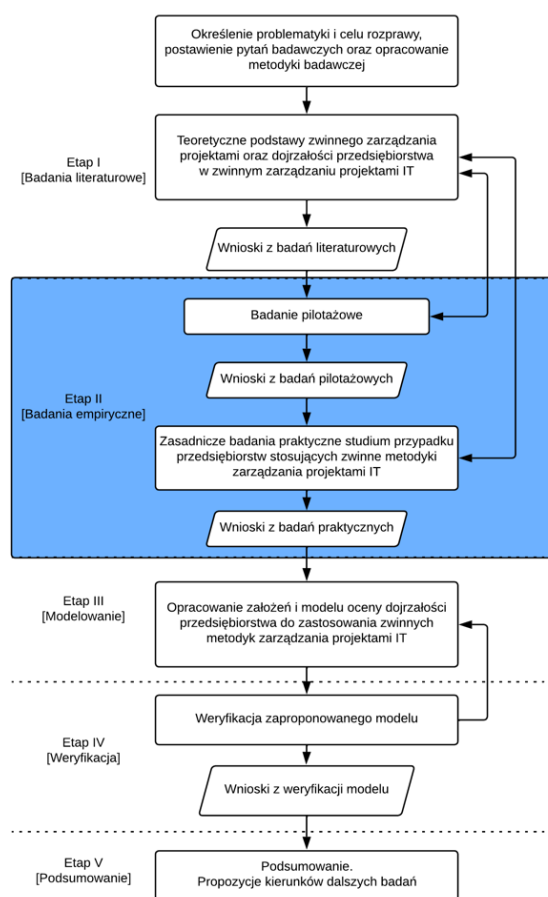 Określenie problematyki i celu rozprawy,
postawienie pytań badawczych oraz opracowanie
metodyki badawczej
Etap I
[Badania literaturowe]
Teoretyczne podstawy zwinnego zarządzania
projektami oraz dojrzałości przedsiębiorstwa
w zwinnym zarządzaniu projektami IT
Wnioski z badań literaturowych
Etap II
[Badania empiryczne]
Badanie pilotażowe
Wnioski z badań pilotażowych
Zasadnicze badania praktyczne studium przypadku
przedsiębiorstw stosujących zwinne metodyki
zarządzania projektami IT
Wnioski z badań praktycznych
Etap III
[Modelowanie]
Opracowanie założeń i modelu oceny dojrzałości
przedsiębiorstwa do zastosowania zwinnych
metodyk zarządzania projektami IT
Etap IV
[Weryfikacja]
Weryfikacja zaproponowanego modelu
Wnioski z weryfikacji modelu
Etap V
[Podsumowanie]
Podsumowanie.
Propozycje kierunków dalszych badań